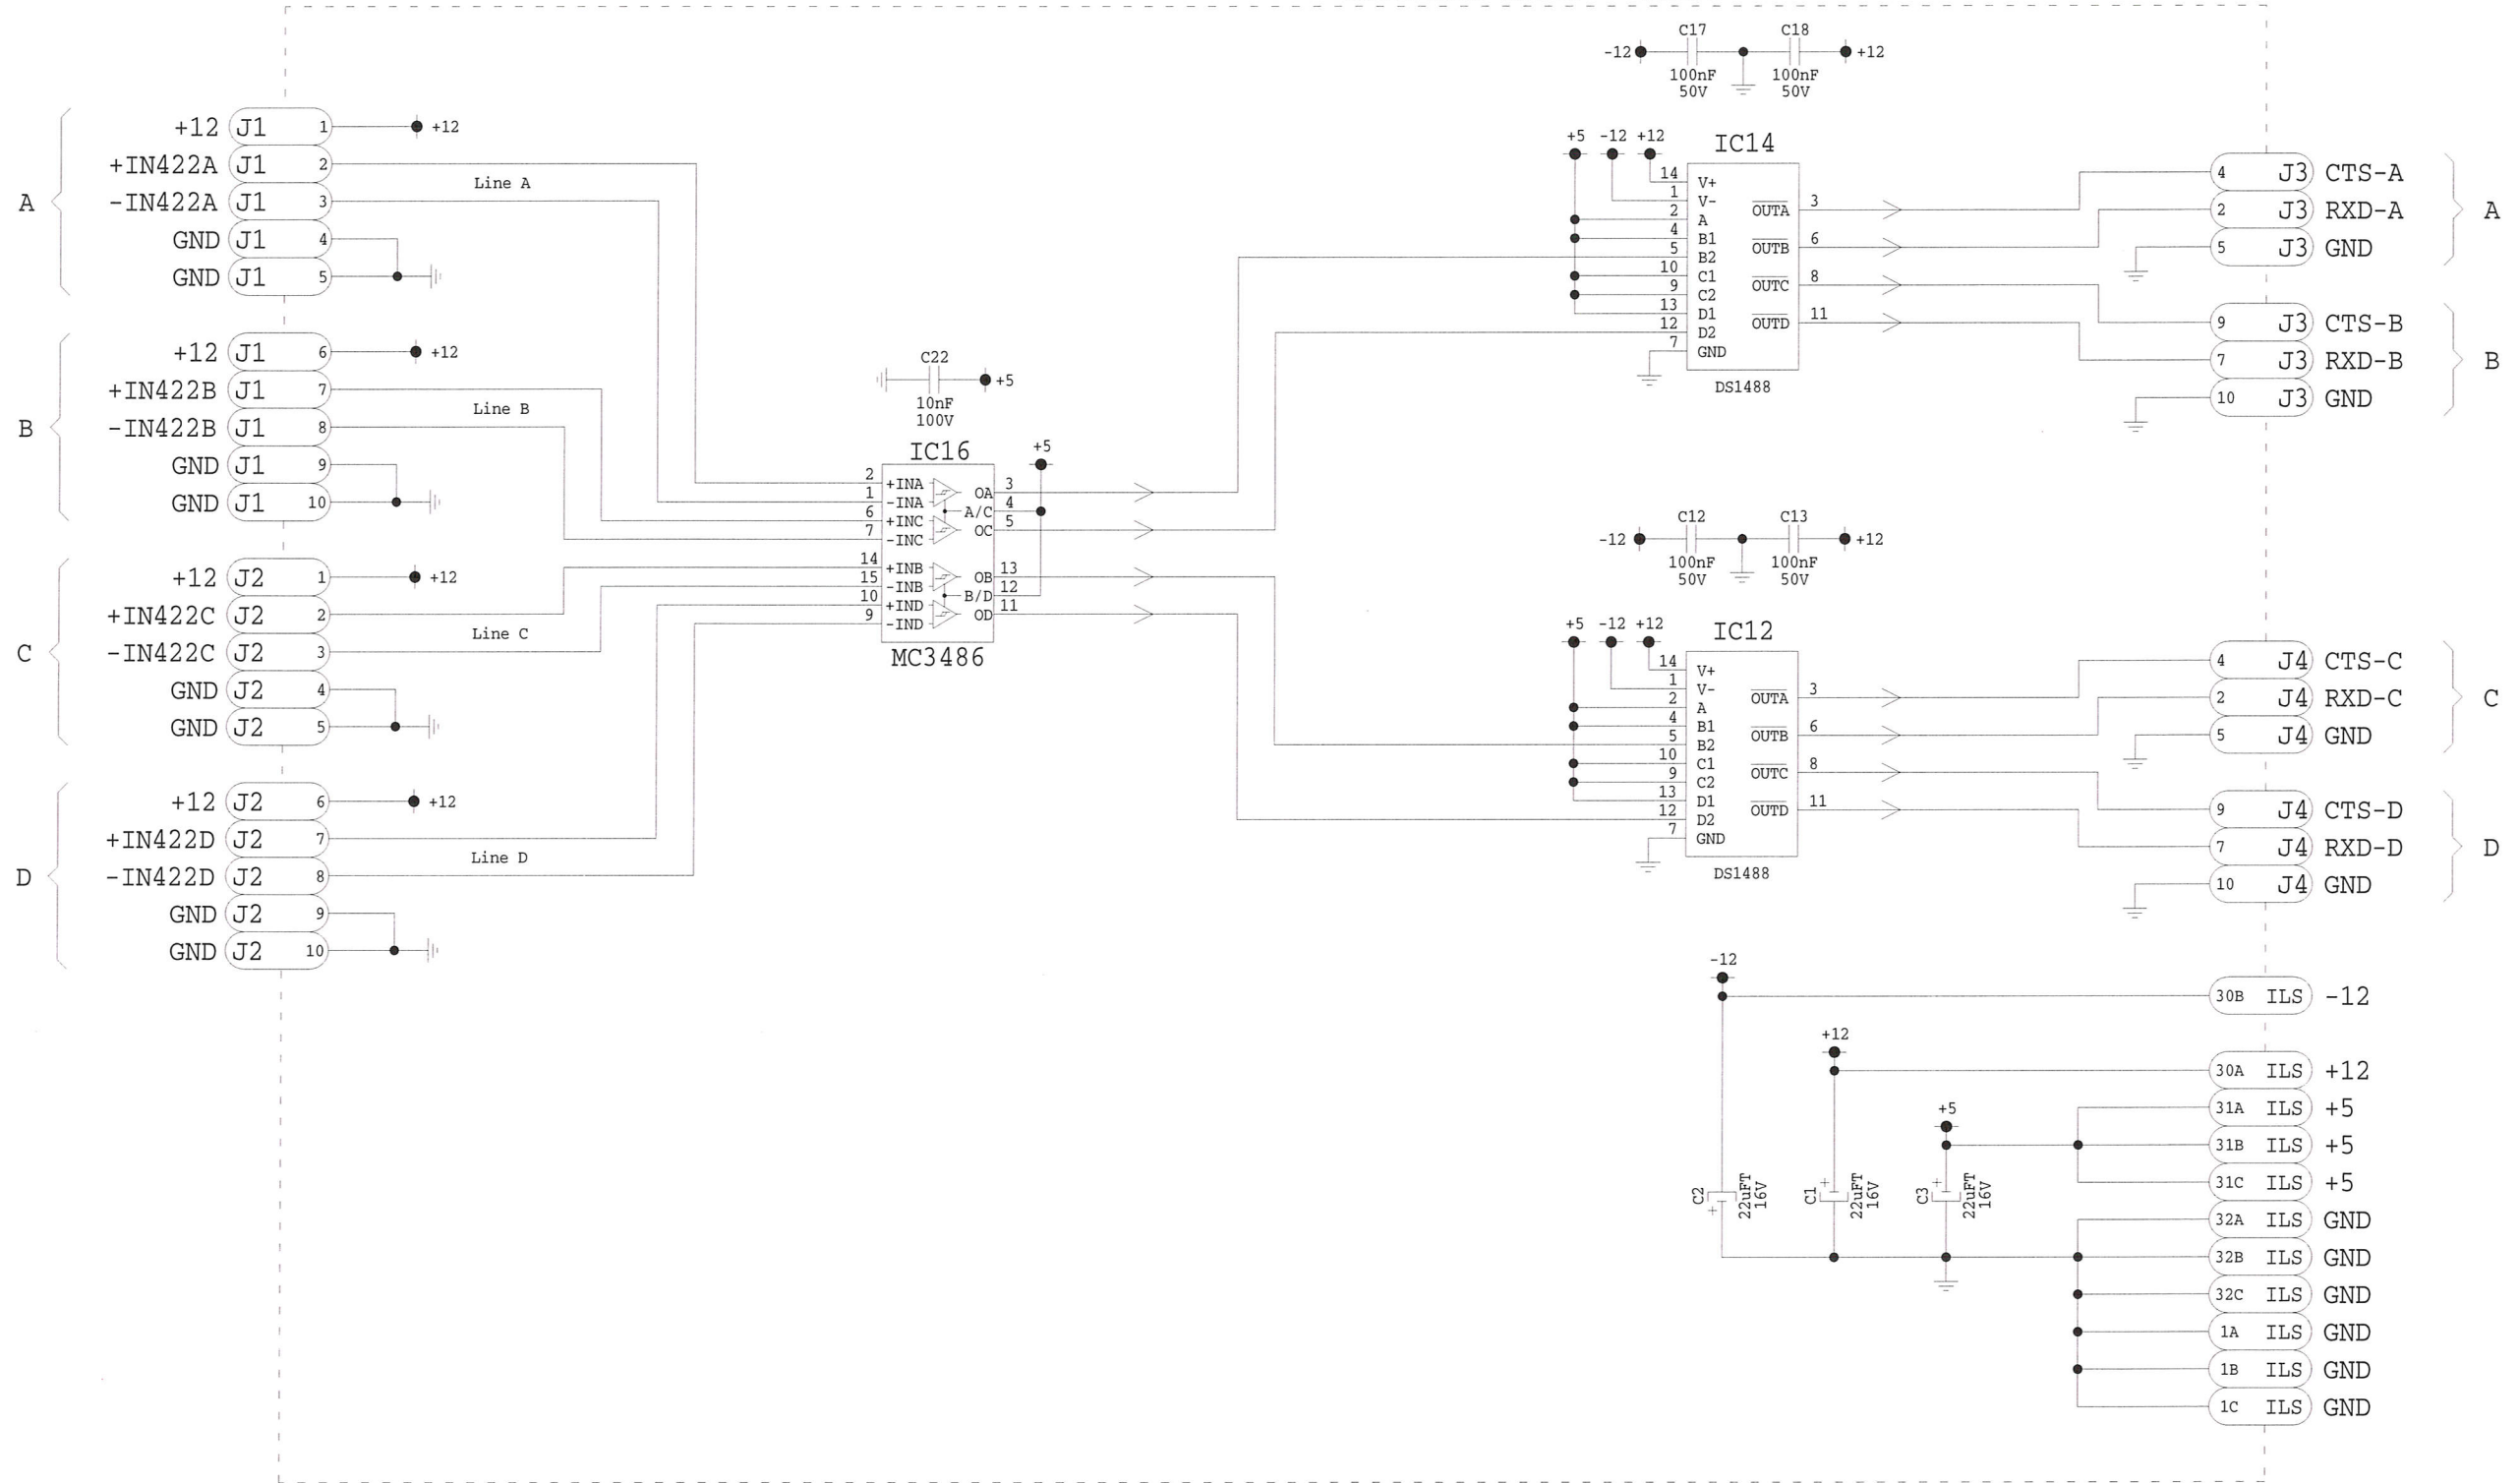 C17 C18
-12 +12
100nF 100nF
50V 50V
A
+12 J1 1 +12
+IN422A J1 2
Line A
-IN422A J1 3
GND J1 4
GND J1 5
B
+12 J1 6 +12
+IN422B J1 7
Line B
-IN422B J1 8
GND J1 9
GND J1 10
C
+12 J2 1 +12
+IN422C J2 2
Line C
-IN422C J2 3
GND J2 4
GND J2 5
D
+12 J2 6 +12
+IN422D J2 7
Line D
-IN422D J2 8
GND J2 9
GND J2 10
C22
+5
10nF
100V
IC16
+5
2 +INA OA 3
1 -INA A/C 4
6 +INC OC 5
7 -INC
14 +INB OB 13
15 -INB B/D 12
10 +IND OD 11
9 -IND
MC3486
+5 -12 +12 IC14
14 V+
1 V-
2 A OUTA 3
4 B1
5 B2 OUTB 6
10 C1
9 C2 OUTC 8
13 D1
12 D2 OUTD 11
7 GND
DS1488
4 J3 CTS-A
2 J3 RXD-A
5 J3 GND
A
9 J3 CTS-B
7 J3 RXD-B
10 J3 GND
B
C12 C13
-12 +12
100nF 100nF
50V 50V
+5 -12 +12 IC12
14 V+
1 V-
2 A OUTA 3
4 B1
5 B2 OUTB 6
10 C1
9 C2 OUTC 8
13 D1
12 D2 OUTD 11
7 GND
DS1488
4 J4 CTS-C
2 J4 RXD-C
5 J4 GND
C
9 J4 CTS-D
7 J4 RXD-D
10 J4 GND
D
-12
30B ILS -12
+12
30A ILS +12
31A ILS +5
+5
31B ILS +5
31C ILS +5
C2 + 22uFT 16V
C1 + 22uFT 16V
C3 + 22uFT 16V
32A ILS GND
32B ILS GND
32C ILS GND
1A ILS GND
1B ILS GND
1C ILS GND